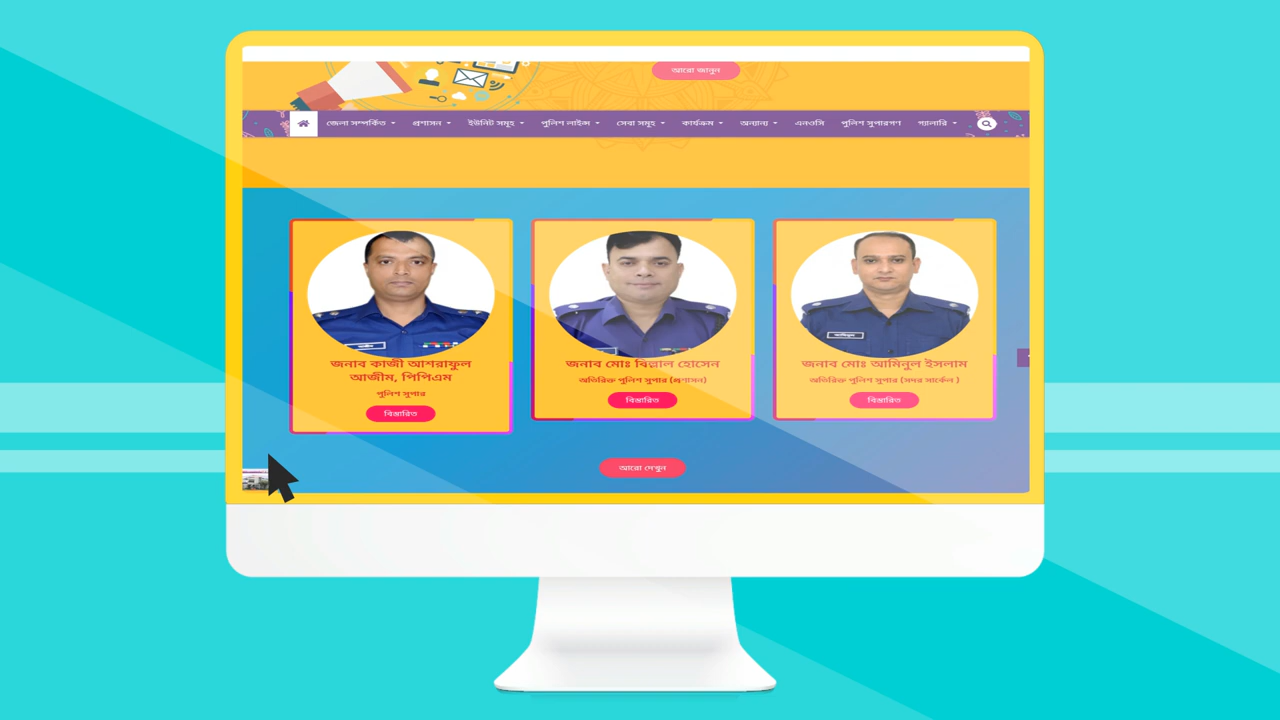 আরো জানুন
জেলা সম্পর্কিত প্রশাসন ইউনিট সমূহ পুলিশ লাইন্স সেবা সমূহ কার্যক্রম অন্যান্য এনওসি পুলিশ সুপারগণ গ্যালারি
জনাব কাজী আশরাফুল
আজীম, পিপিএম
পুলিশ সুপার
বিস্তারিত
জনাব মোঃ বিল্লাল হোসেন
অতিরিক্ত পুলিশ সুপার (প্রশাসন)
বিস্তারিত
জনাব মোঃ আমিনুল ইসলাম
অতিরিক্ত পুলিশ সুপার (সদর সার্কেল )
বিস্তারিত
আরো দেখুন